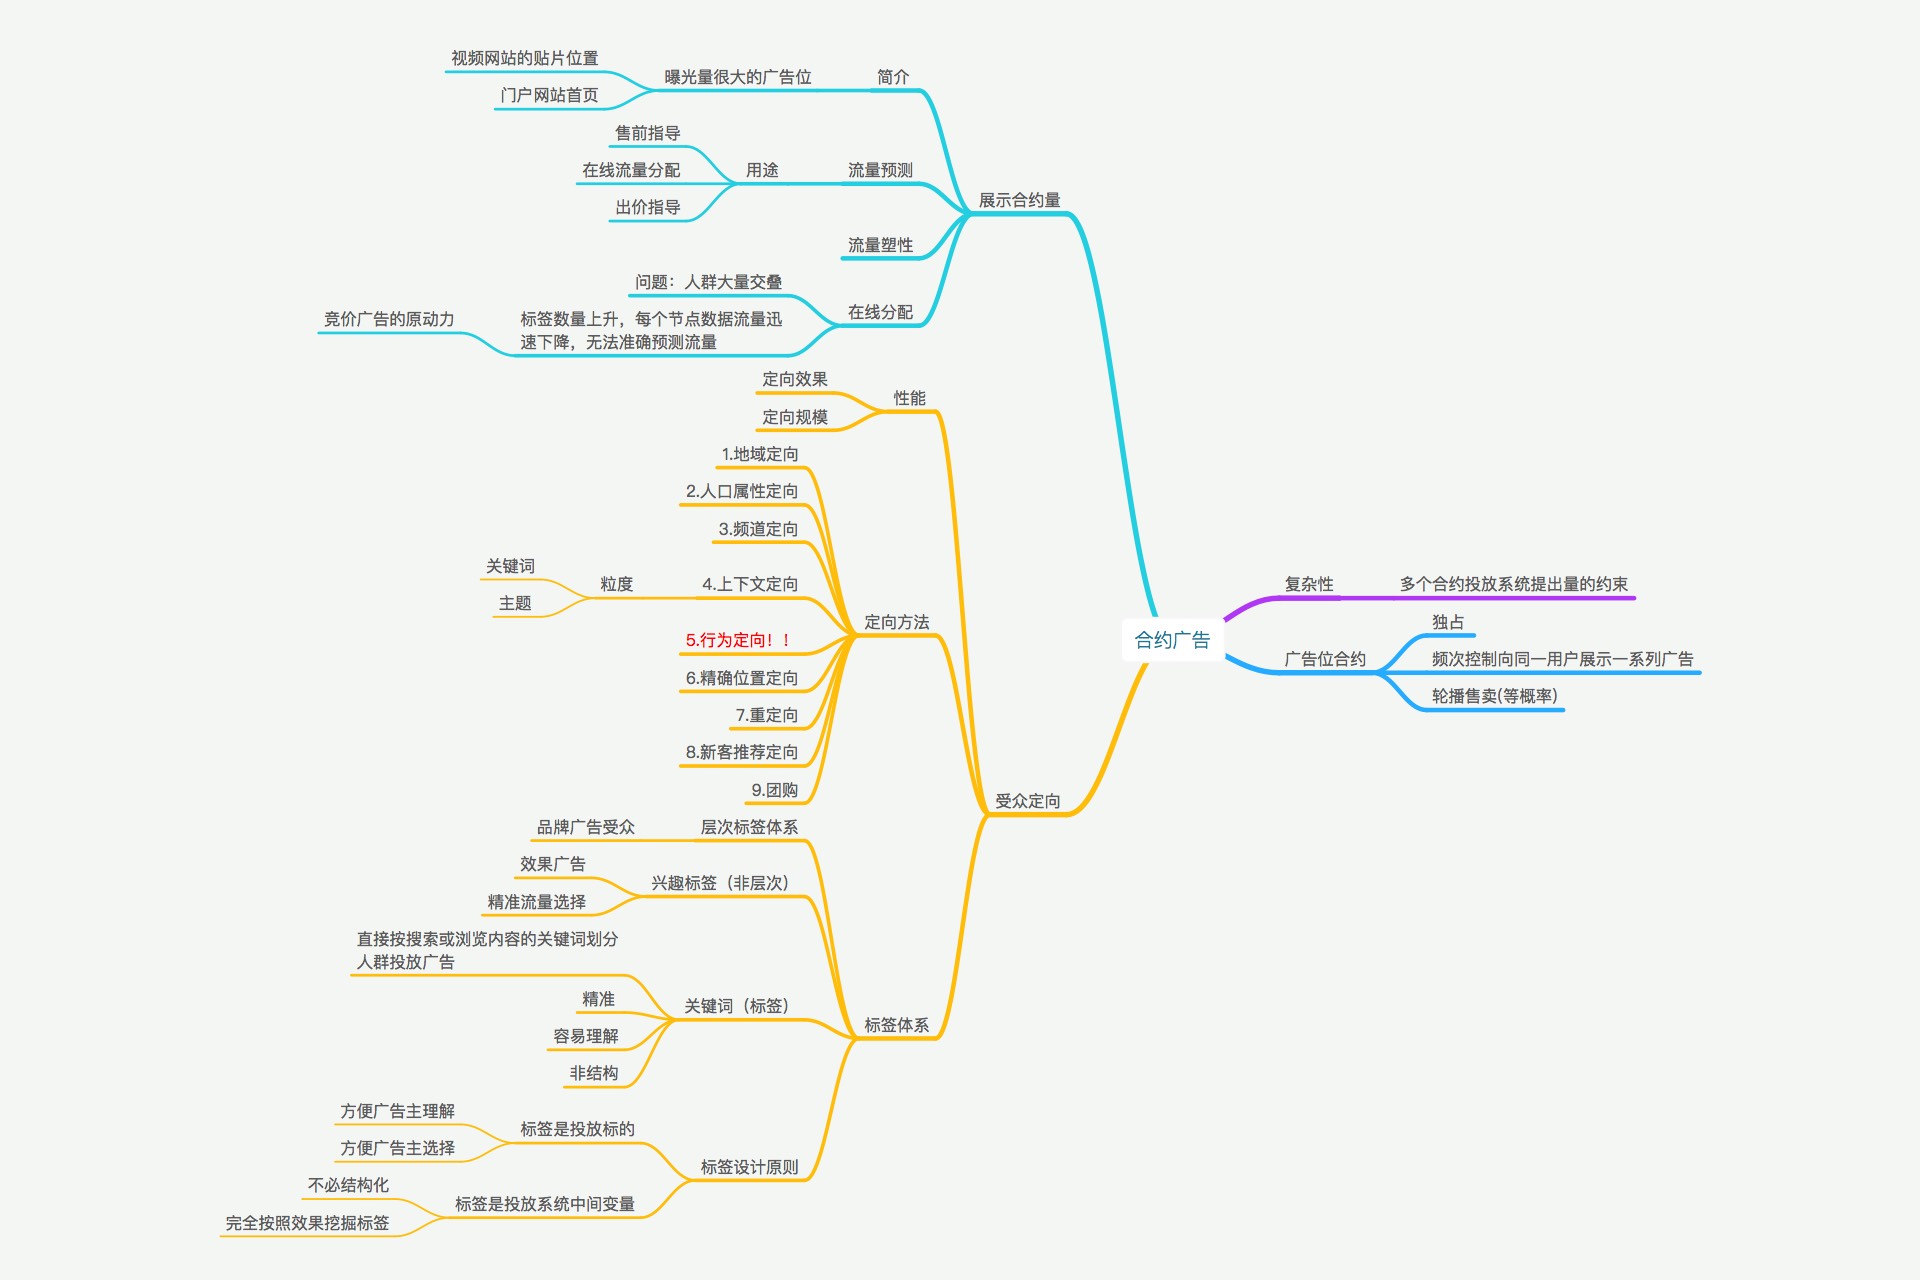 合约广告
复杂性
多个合约投放系统提出量的约束
广告位合约
独占
频次控制向同一用户展示一系列广告
轮播售卖(等概率)
展示合约量
简介
曝光量很大的广告位
视频网站的贴片位置
门户网站首页
流量预测
用途
售前指导
在线流量分配
出价指导
流量塑性
在线分配
问题：人群大量交叠
标签数量上升，每个节点数据流量迅
速下降，无法准确预测流量
竞价广告的原动力
受众定向
性能
定向效果
定向规模
定向方法
1.地域定向
2.人口属性定向
3.频道定向
4.上下文定向
粒度
关键词
主题
5.行为定向！！
6.精确位置定向
7.重定向
8.新客推荐定向
9.团购
标签体系
层次标签体系
品牌广告受众
兴趣标签（非层次）
效果广告
精准流量选择
关键词（标签）
直接按搜索或浏览内容的关键词划分
人群投放广告
精准
容易理解
非结构
标签设计原则
标签是投放标的
方便广告主理解
方便广告主选择
标签是投放系统中间变量
不必结构化
完全按照效果挖掘标签